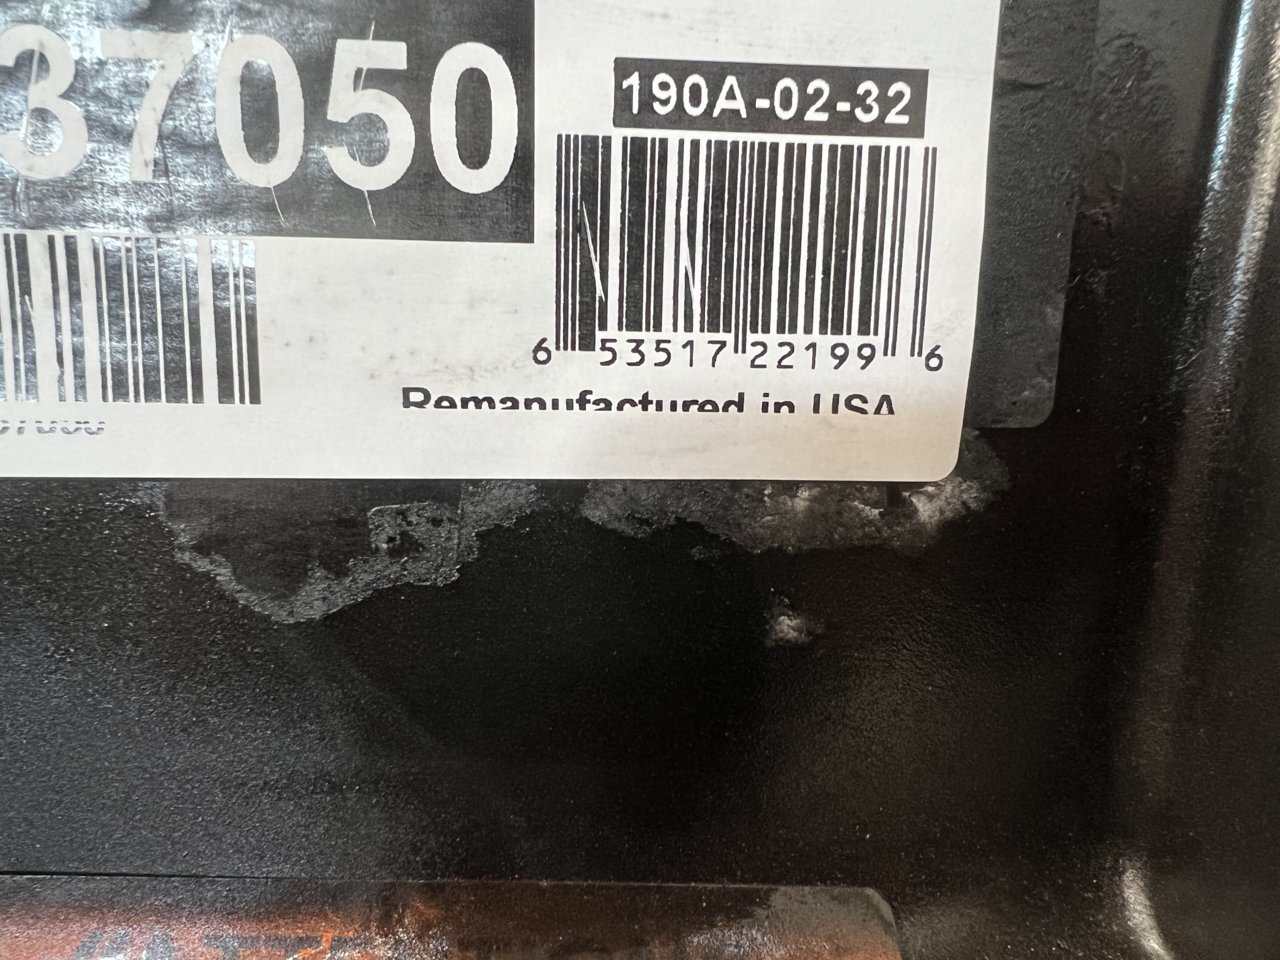 37050
190A-02-32
6 53517 22199 6
Remanufactured in USA